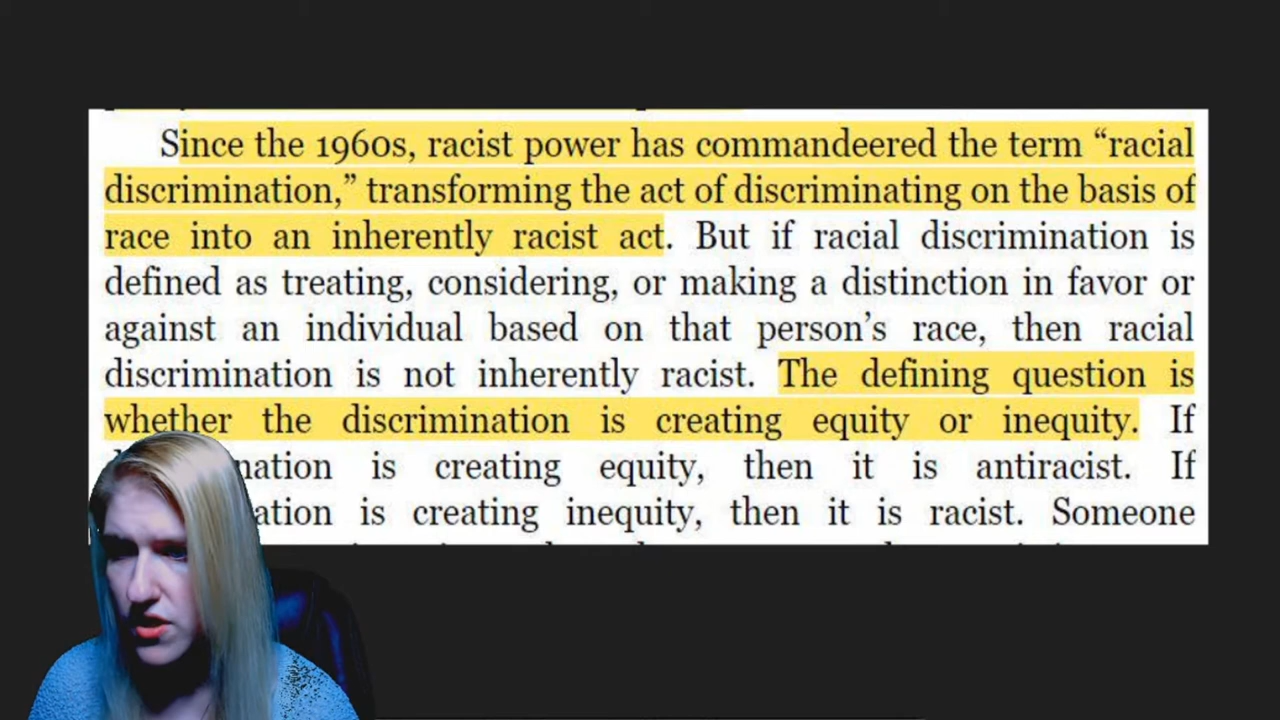 Since the 1960s, racist power has commandeered the term “racial
discrimination,” transforming the act of discriminating on the basis of
race into an inherently racist act. But if racial discrimination is
defined as treating, considering, or making a distinction in favor or
against an individual based on that person’s race, then racial
discrimination is not inherently racist. The defining question is
whether the discrimination is creating equity or inequity. If
is creating equity, then it is antiracist. If
is creating inequity, then it is racist. Someone